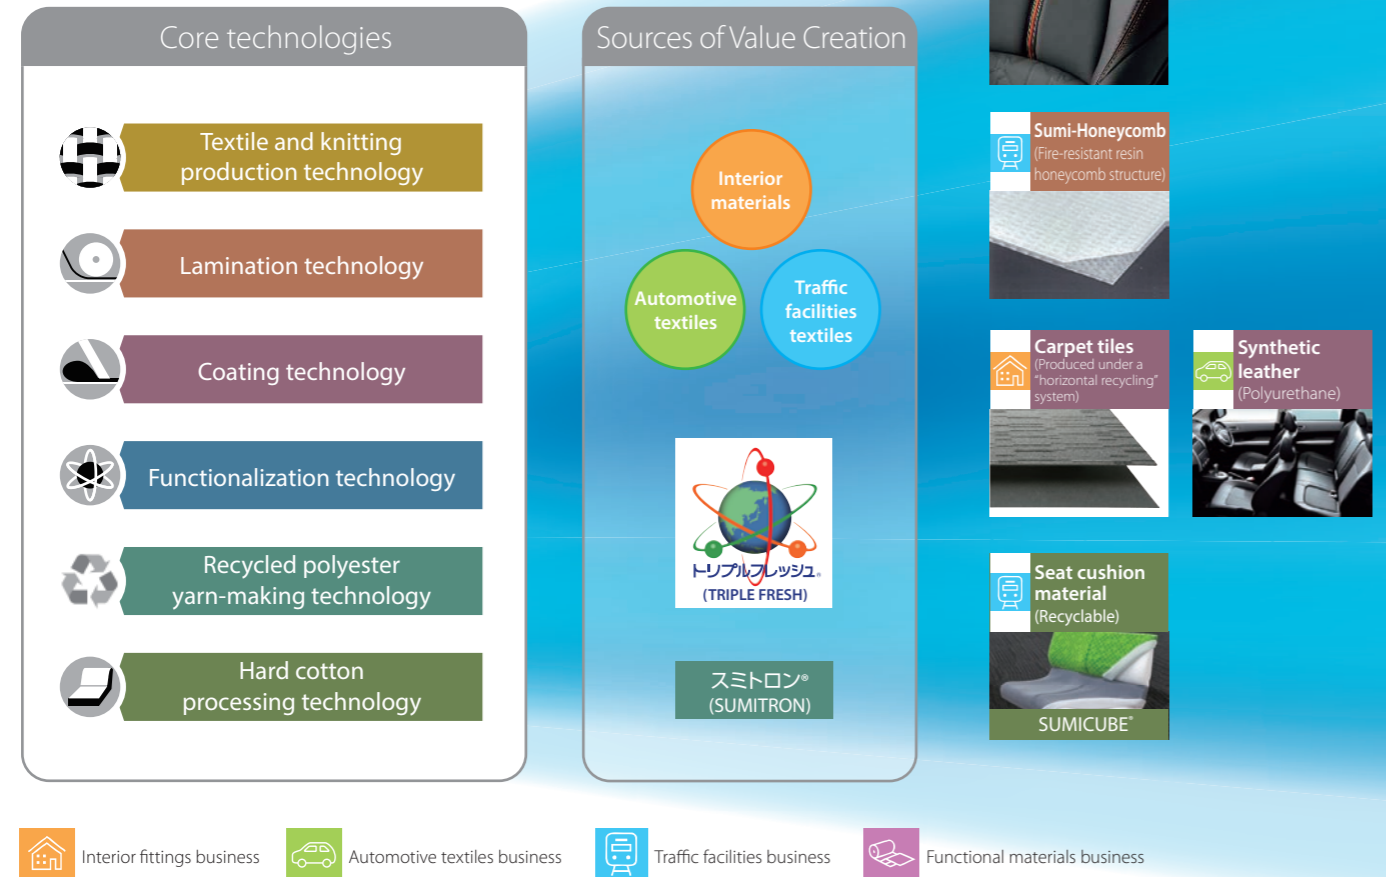 Core technologies
Textile and knitting
production technology
Lamination technology
Coating technology
Functionalization technology
Recycled polyester
yarn-making technology
Hard cotton
processing technology
Sources of Value Creation
Interior
materials
Automotive
textiles
Traffic
facilities
textiles
トリプルフレッシュ®
(TRIPLE FRESH)
スミトロン®
(SUMITRON)
Sumi-Honeycomb
(Fire-resistant resin
honeycomb structure)
Carpet tiles
(Produced under a
“horizontal recycling”
system)
Synthetic
leather
(Polyurethane)
Seat cushion
material
(Recyclable)
SUMICUBE®
Interior fittings business
Automotive textiles business
Traffic facilities business
Functional materials business